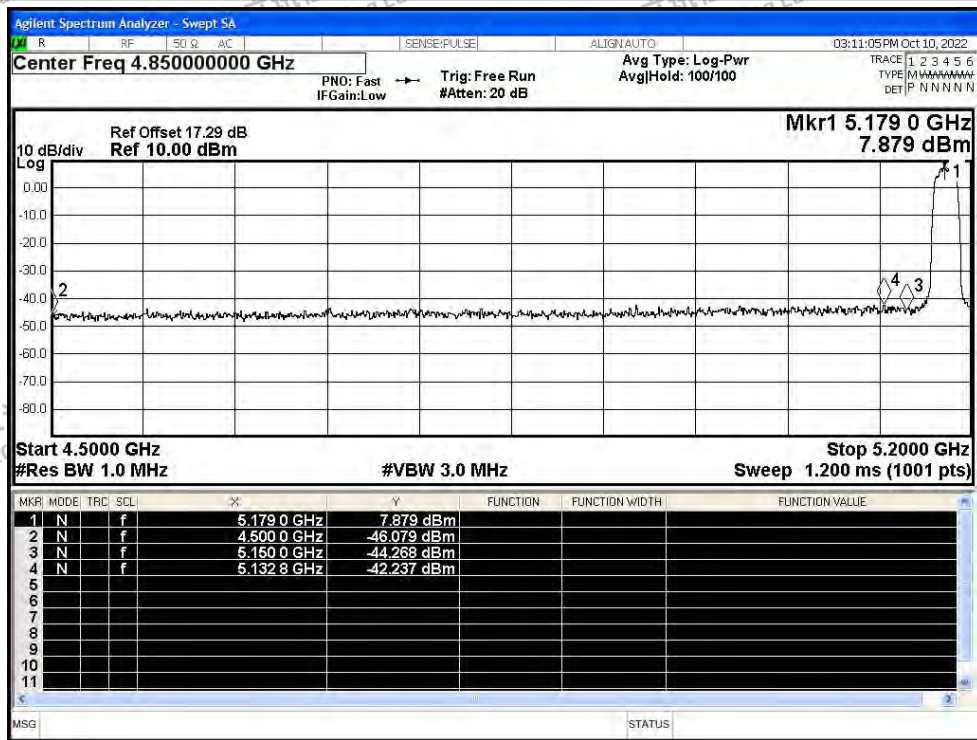 Agilent Spectrum Analyzer - Swept SA
R RF 50 Ω AC SENSE:PULSE ALIGN AUTO 03:11:05 PM Oct 10, 2022
Center Freq 4.850000000 GHz
PNO: Fast
IFGain:Low
Trig: Free Run
#Atten: 20 dB
Avg Type: Log-Pwr
Avg|Hold: 100/100
TRACE 1 2 3 4 5 6
TYPE M
DET P N N N N N
Mkr1 5.179 0 GHz
7.879 dBm
Ref Offset 17.29 dB
10 dB/div Ref 10.00 dBm
Log
1
0.00
-10.0
-20.0
-30.0
4
3
2
-40.0
-50.0
-60.0
-70.0
-80.0
Start 4.5000 GHz Stop 5.2000 GHz
#Res BW 1.0 MHz #VBW 3.0 MHz Sweep 1.200 ms (1001 pts)
MKR MODE TRC SCL X Y FUNCTION FUNCTION WIDTH FUNCTION VALUE
1 N f 5.179 0 GHz 7.879 dBm
2 N f 4.500 0 GHz -46.079 dBm
3 N f 5.150 0 GHz -44.268 dBm
4 N f 5.132 8 GHz -42.237 dBm
5
6
7
8
9
10
11
MSG STATUS